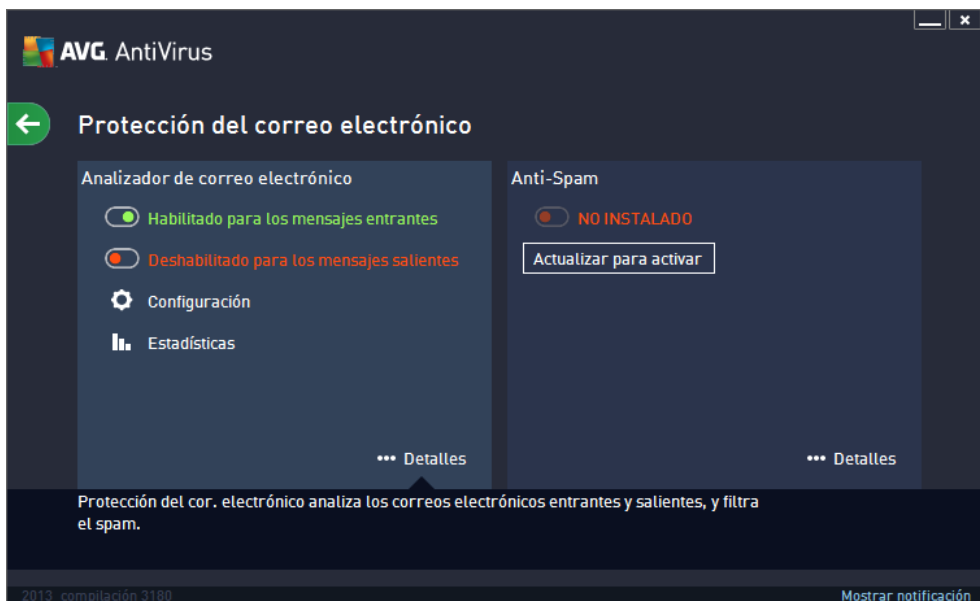 AVG. AntiVirus
Protección del correo electrónico
Analizador de correo electrónico
Habilitado para los mensajes entrantes
Deshabilitado para los mensajes salientes
Configuración
Estadísticas
••• Detalles
Anti-Spam
NO INSTALADO
Actualizar para activar
••• Detalles
Protección del cor. electrónico analiza los correos electrónicos entrantes y salientes, y filtra
el spam.
2013 compilación 3180
Mostrar notificación